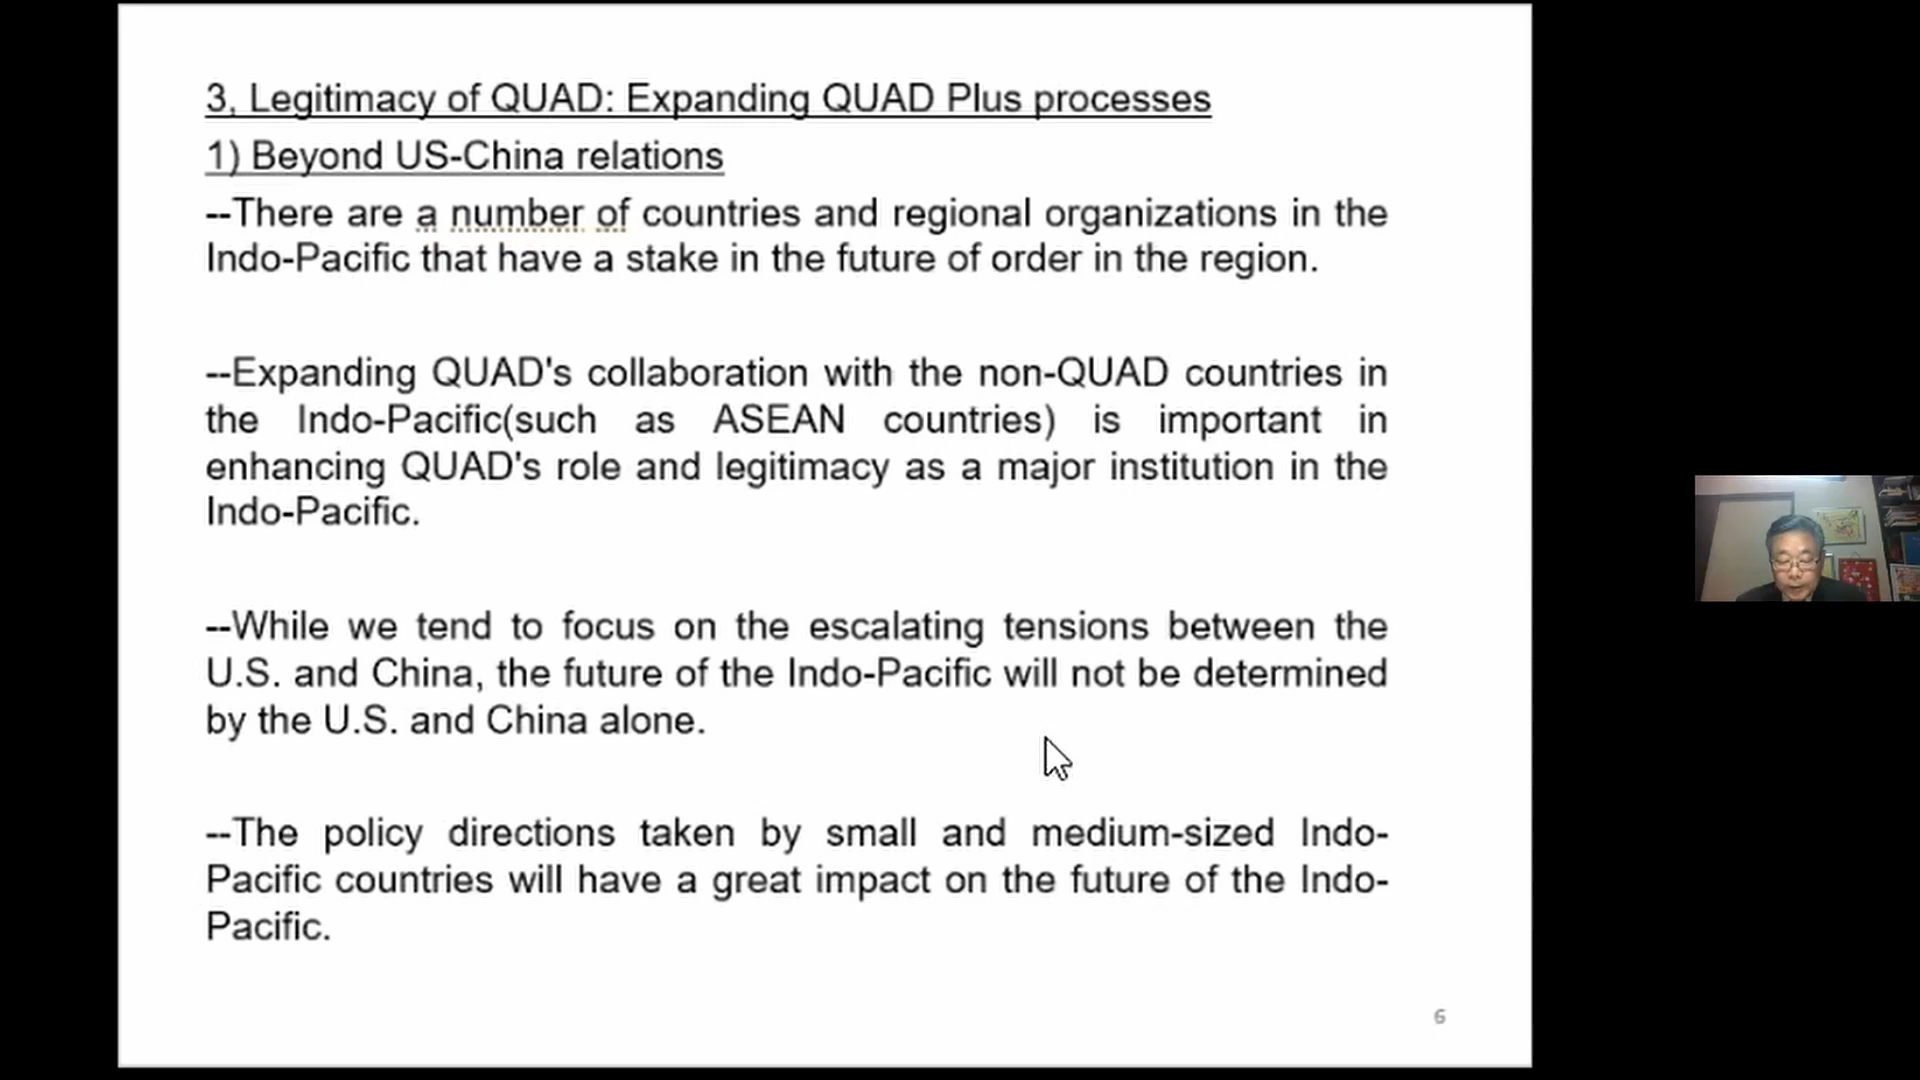 3, Legitimacy of QUAD: Expanding QUAD Plus processes
1) Beyond US-China relations
--There are a number of countries and regional organizations in the
Indo-Pacific that have a stake in the future of order in the region.
--Expanding QUAD's collaboration with the non-QUAD countries in
the Indo-Pacific(such as ASEAN countries) is important in
enhancing QUAD's role and legitimacy as a major institution in the
Indo-Pacific.
--While we tend to focus on the escalating tensions between the
U.S. and China, the future of the Indo-Pacific will not be determined
by the U.S. and China alone.
--The policy directions taken by small and medium-sized Indo-
Pacific countries will have a great impact on the future of the Indo-
Pacific.
6